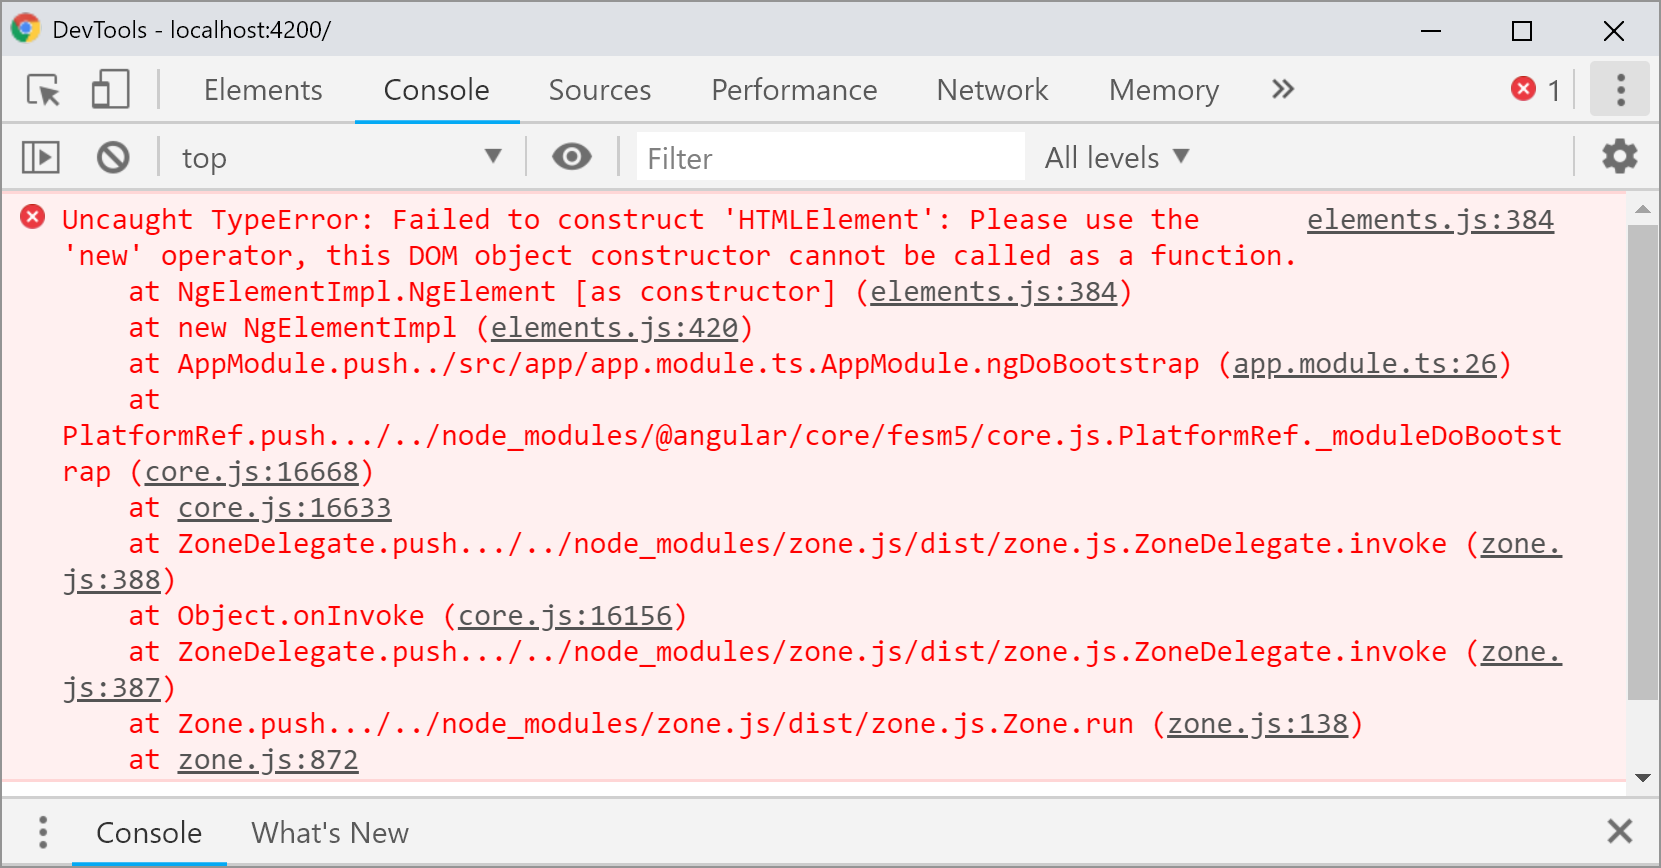 DevTools - localhost:4200/
Elements Console Sources Performance Network Memory 1
top Filter All levels
Uncaught TypeError: Failed to construct 'HTMLElement': Please use the elements.js:384
'new' operator, this DOM object constructor cannot be called as a function.
at NgElementImpl.NgElement [as constructor] (elements.js:384)
at new NgElementImpl (elements.js:420)
at AppModule.push../src/app/app.module.ts.AppModule.ngDoBootstrap (app.module.ts:26)
at
PlatformRef.push.../../node_modules/@angular/core/fesm5/core.js.PlatformRef._moduleDoBootst
rap (core.js:16668)
at core.js:16633
at ZoneDelegate.push.../../node_modules/zone.js/dist/zone.js.ZoneDelegate.invoke (zone.
js:388)
at Object.onInvoke (core.js:16156)
at ZoneDelegate.push.../../node_modules/zone.js/dist/zone.js.ZoneDelegate.invoke (zone.
js:387)
at Zone.push.../../node_modules/zone.js/dist/zone.js.Zone.run (zone.js:138)
at zone.js:872
Console What's New